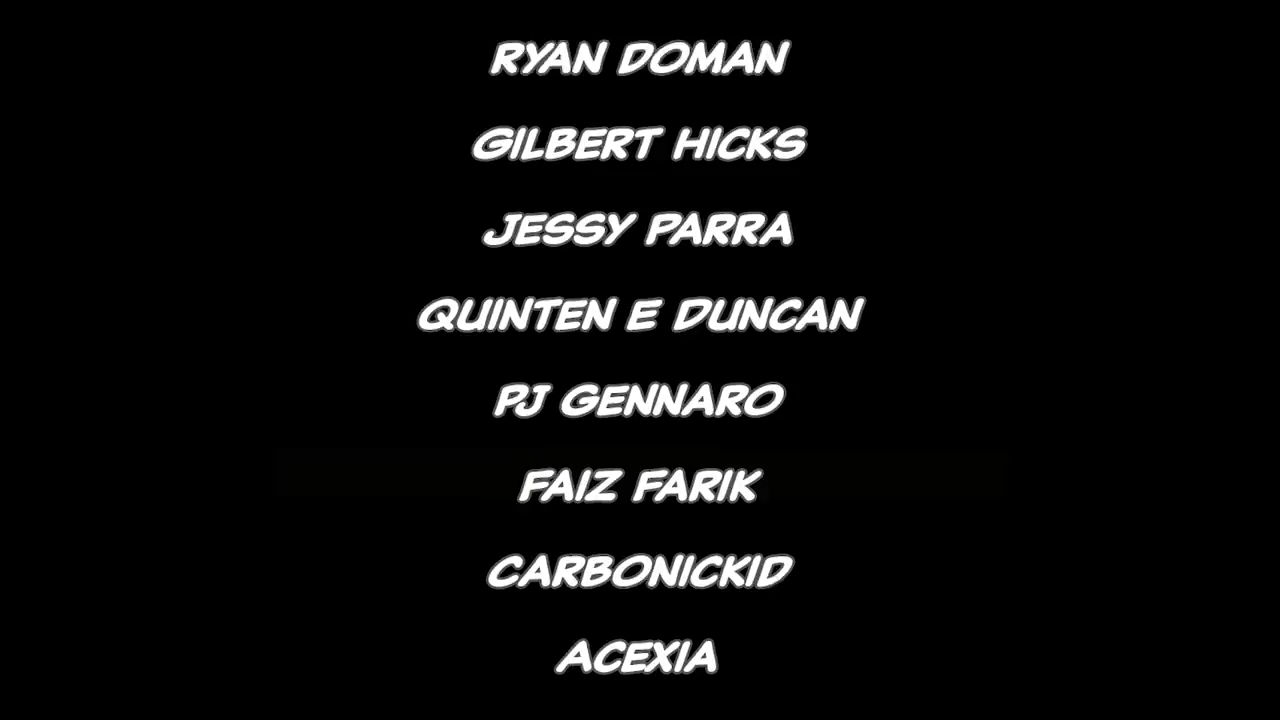 RYAN DOMAN
GILBERT HICKS
JESSY PARRA
QUINTEN E DUNCAN
PJ GENNARO
FAIZ FARIK
CARBONICKID
ACEXIA